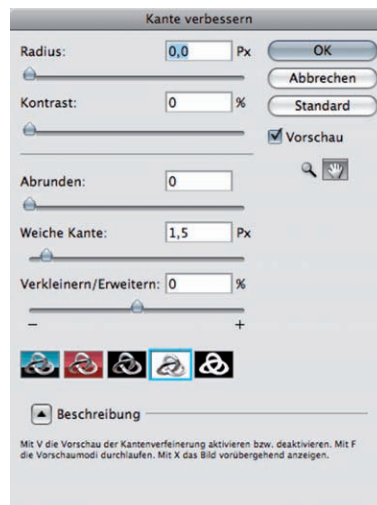 Kante verbessern
Radius: 0,0 Px
OK
Abbrechen
Kontrast: 0 %
Standard
Vorschau
Abrunden: 0
Weiche Kante: 1,5 Px
Verkleinern/Erweitern: 0 %
– +
Beschreibung
Mit V die Vorschau der Kantenverfeinerung aktivieren bzw. deaktivieren. Mit F
die Vorschaumodi durchlaufen. Mit X das Bild vorübergehend anzeigen.